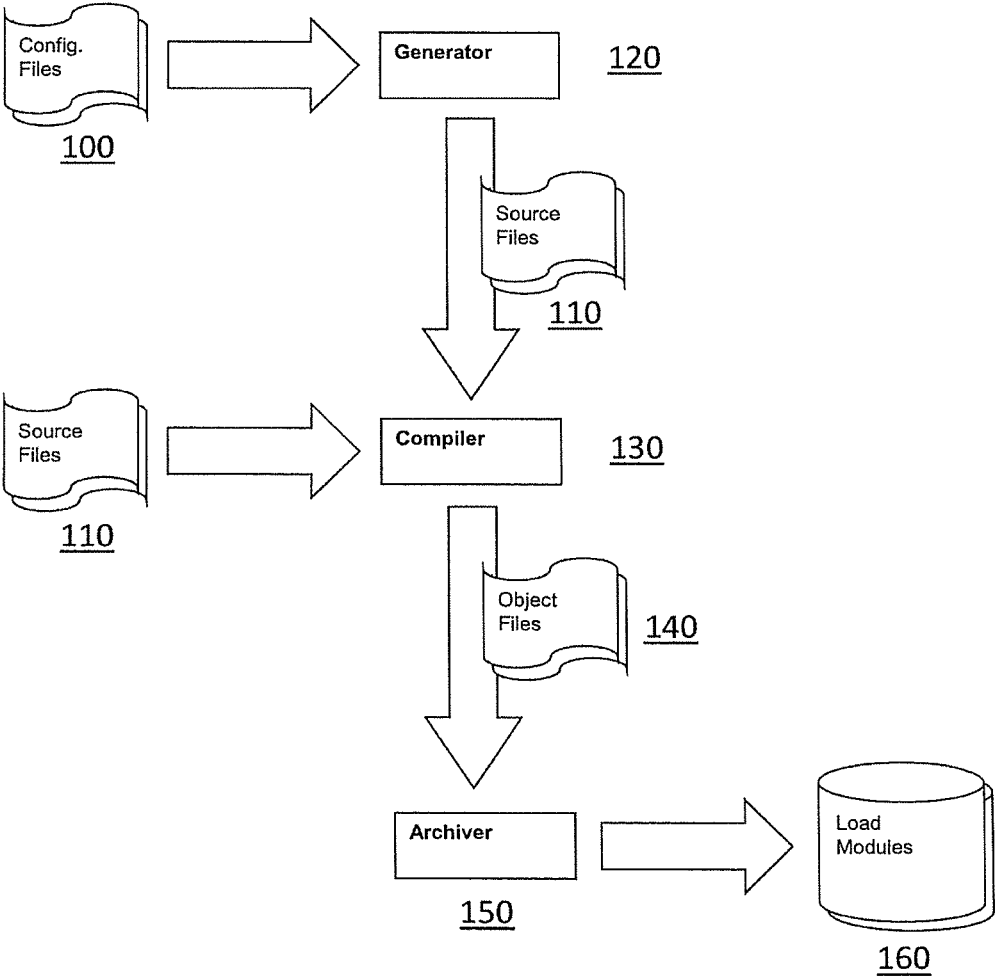 Config.
Files
100
Generator
120
Source
Files
110
Source
Files
110
Compiler
130
Object
Files
140
Archiver
150
Load
Modules
160